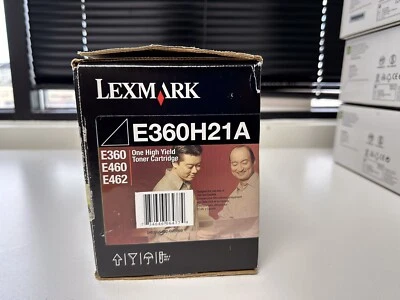 LEXMARK
E360H21A
E360
E460
E462
One High Yield
Toner Cartridge